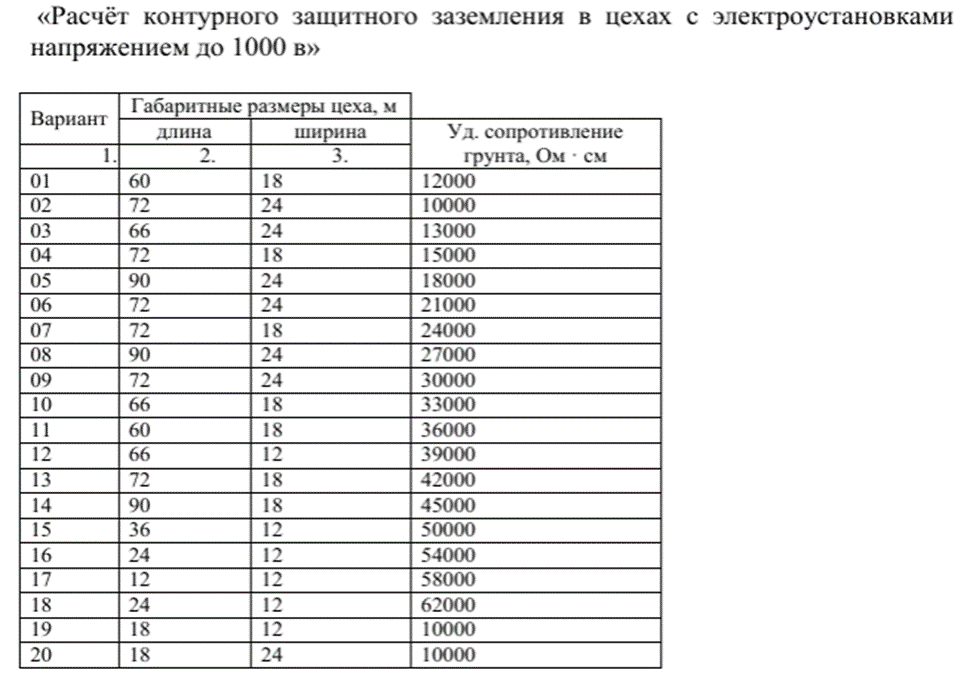 «Расчёт контурного защитного заземления в цехах с электроустановками
напряжением до 1000 в»
Вариант Габаритные размеры цеха, м
длина ширина Уд. сопротивление
1. 2. 3. грунта, Ом · см
01 60 18 12000
02 72 24 10000
03 66 24 13000
04 72 18 15000
05 90 24 18000
06 72 24 21000
07 72 18 24000
08 90 24 27000
09 72 24 30000
10 66 18 33000
11 60 18 36000
12 66 12 39000
13 72 18 42000
14 90 18 45000
15 36 12 50000
16 24 12 54000
17 12 12 58000
18 24 12 62000
19 18 12 10000
20 18 24 10000